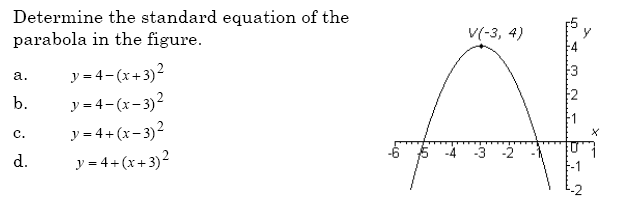 Determine the standard equation of the
parabola in the figure.
a. y = 4 – (x + 3)²
b. y = 4 – (x – 3)²
c. y = 4 + (x – 3)²
d. y = 4 + (x + 3)²
V(-3, 4)
5
y
4
3
2
1
x
-6 -5 -4 -3 -2 -1 0 1
-1
-2